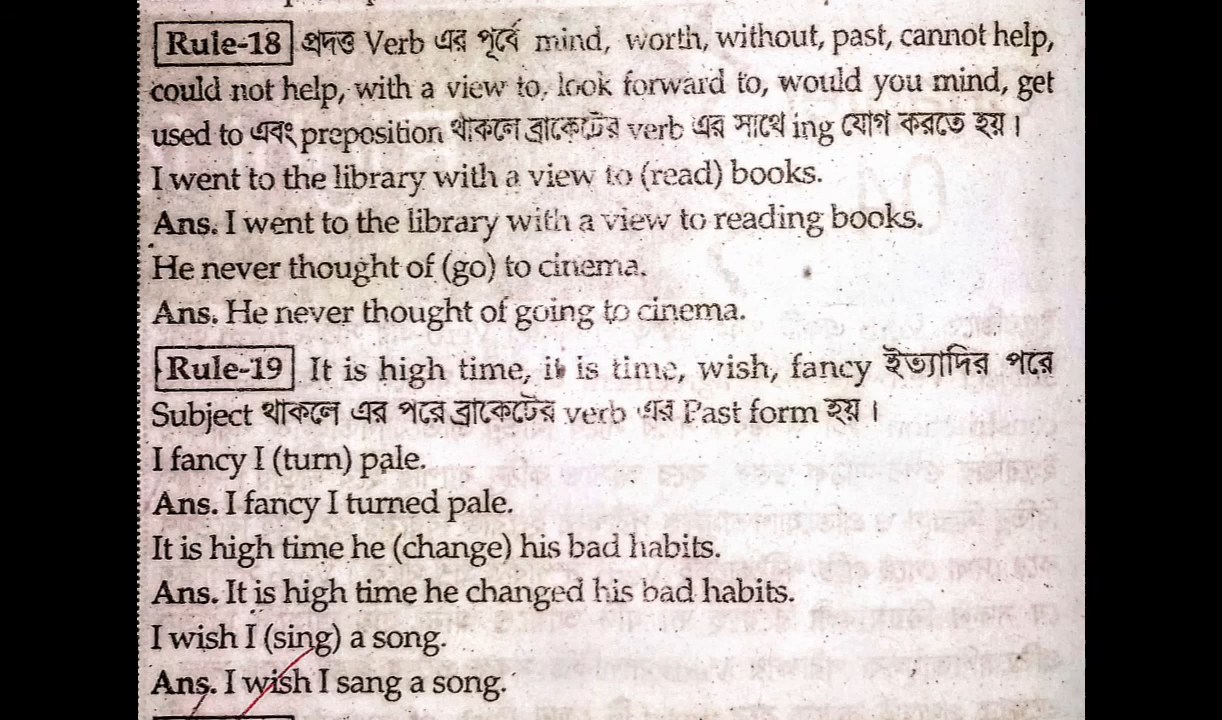 Rule-18 প্রদত্ত Verb এর পূর্বে mind, worth, without, past, cannot help,
could not help, with a view to, look forward to, would you mind, get
used to এবং preposition থাকলে ব্রাকেটের verb এর সাথে ing যোগ করতে হয়।
I went to the library with a view to (read) books.
Ans. I went to the library with a view to reading books.
He never thought of (go) to cinema.
Ans. He never thought of going to cinema.
Rule-19 It is high time, it is time, wish, fancy ইত্যাদির পরে
Subject থাকলে এর পরে ব্রাকেটের verb এর Past form হয়।
I fancy I (turn) pale.
Ans. I fancy I turned pale.
It is high time he (change) his bad habits.
Ans. It is high time he changed his bad habits.
I wish I (sing) a song.
Ans. I wish I sang a song.